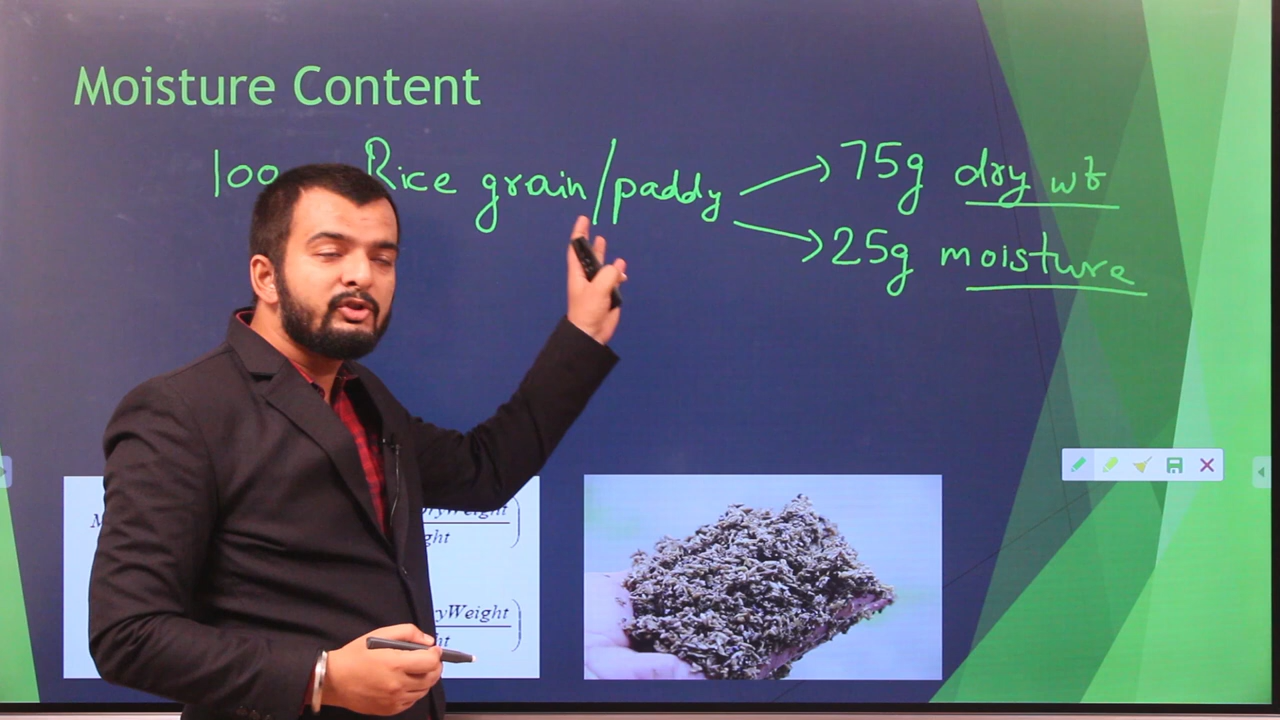 Moisture Content
100 Rice grain/paddy → 75g dry wt
→ 25g moisture
M